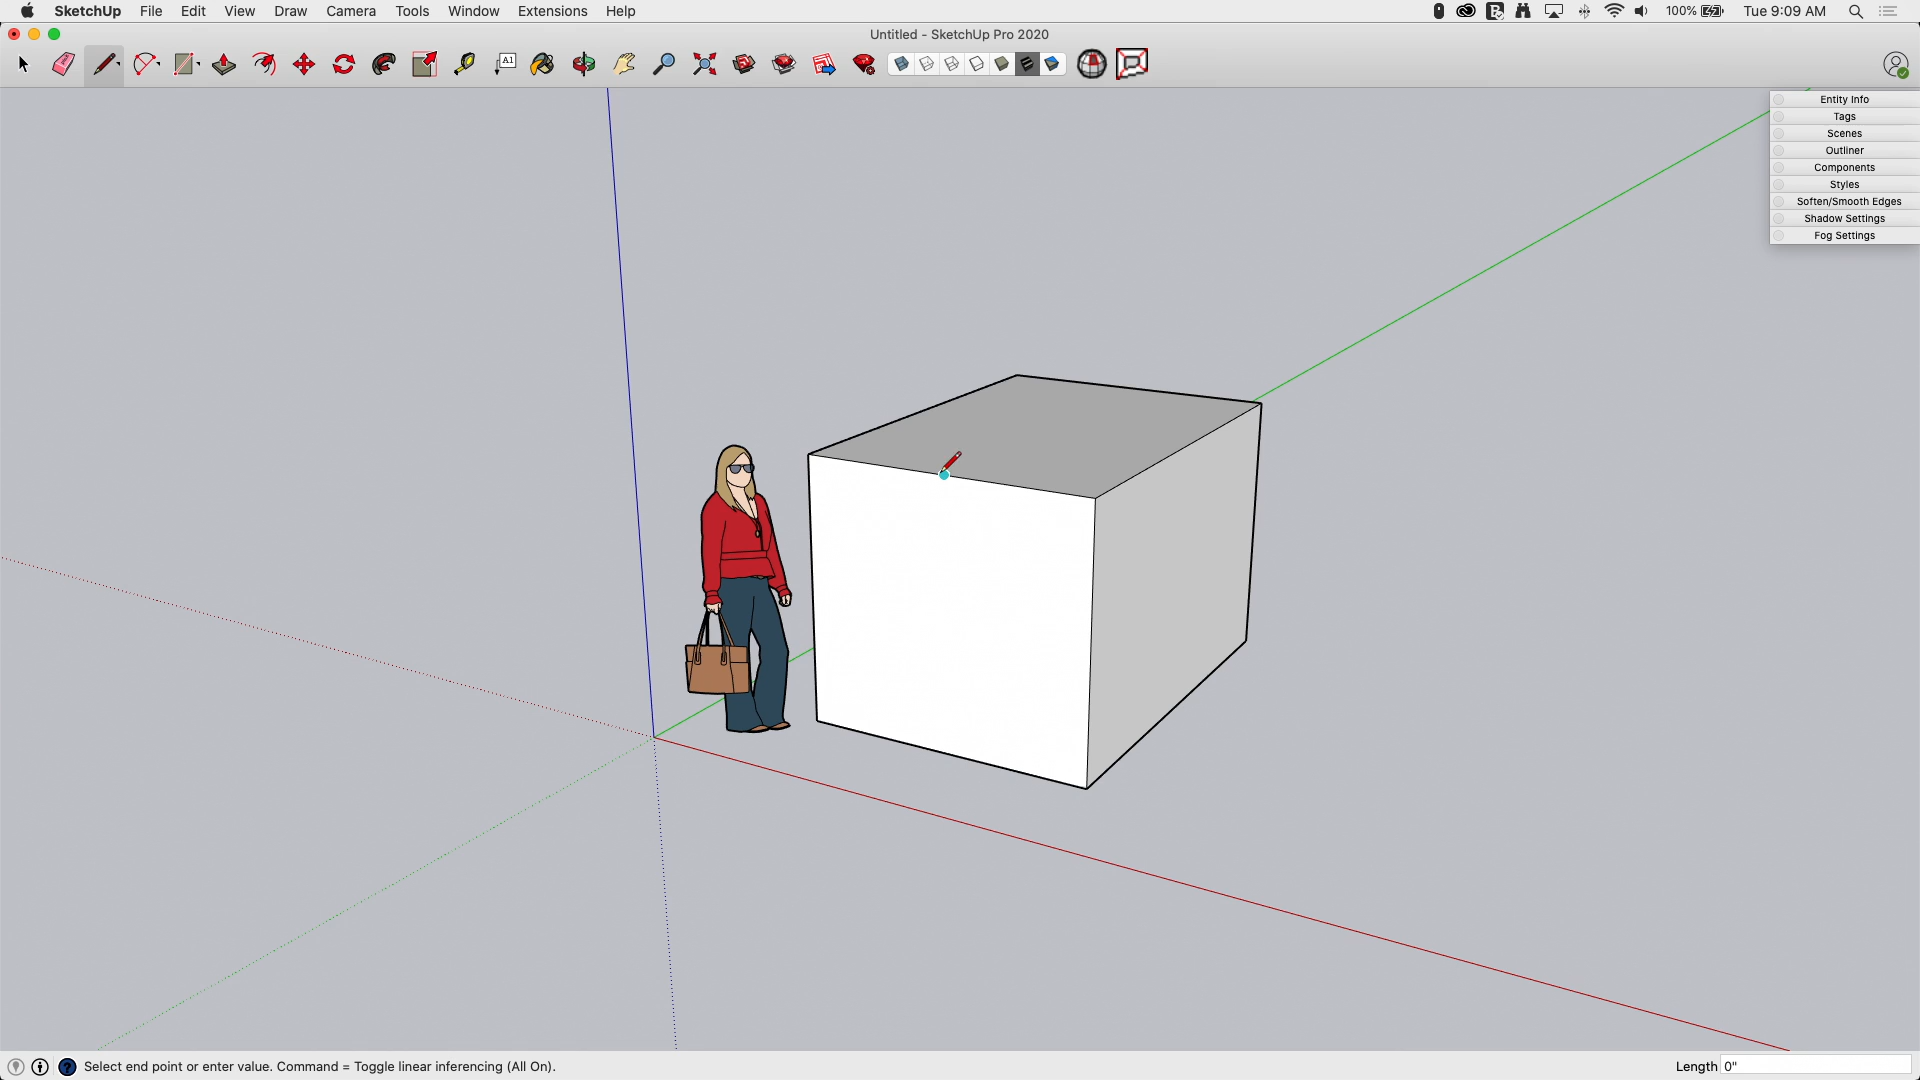 SketchUp File Edit View Draw Camera Tools Window Extensions Help 100% Tue 9:09 AM
Untitled - SketchUp Pro 2020
A1
Entity Info
Tags
Scenes
Outliner
Components
Styles
Soften/Smooth Edges
Shadow Settings
Fog Settings
Select end point or enter value. Command = Toggle linear inferencing (All On). Length 0"